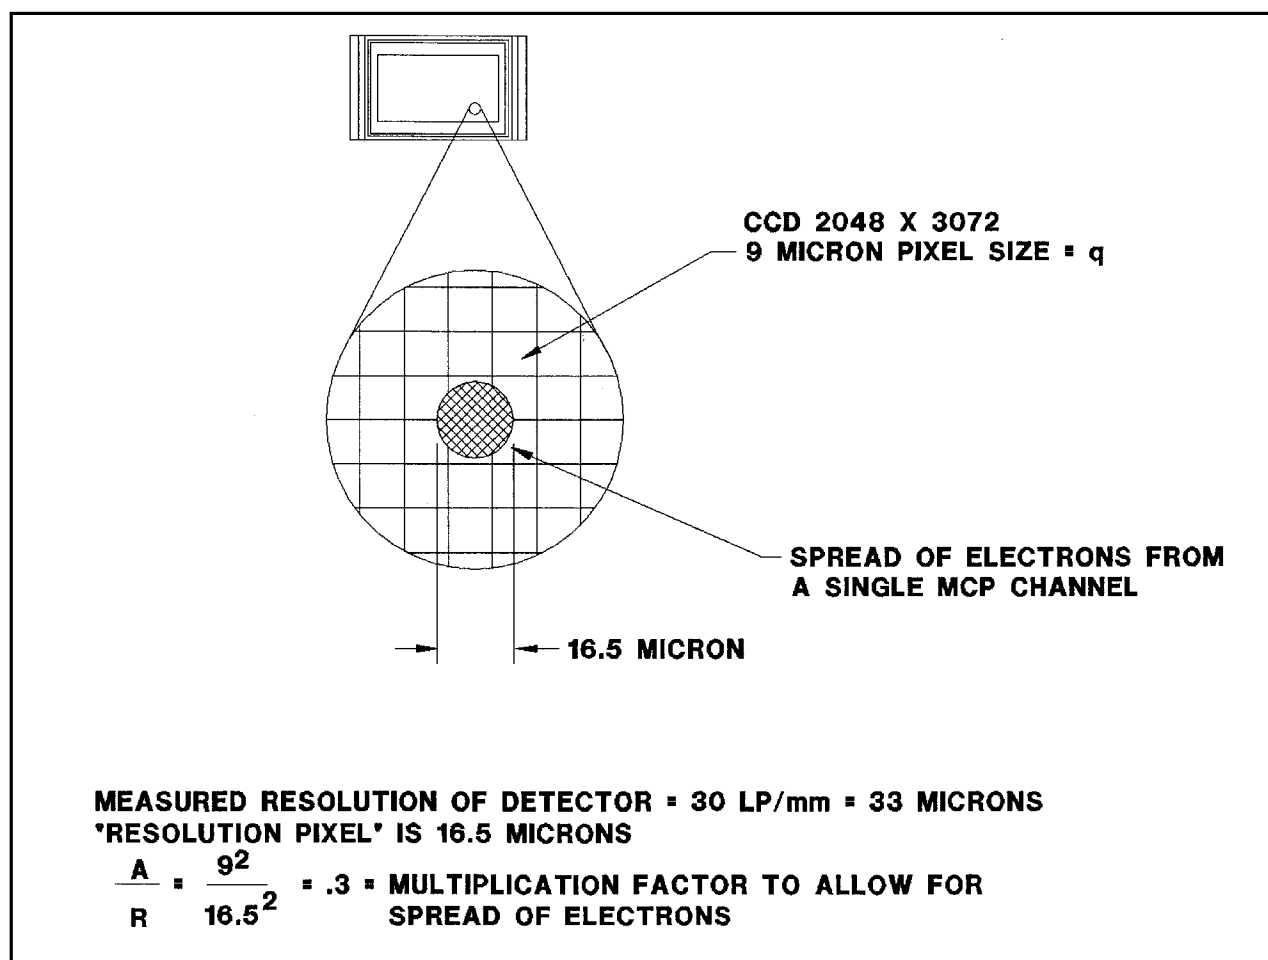 CCD 2048 X 3072
9 MICRON PIXEL SIZE = q
SPREAD OF ELECTRONS FROM
A SINGLE MCP CHANNEL
16.5 MICRON
MEASURED RESOLUTION OF DETECTOR = 30 LP/mm = 33 MICRONS
"RESOLUTION PIXEL" IS 16.5 MICRONS
A/R = 9²/16.5² = .3 = MULTIPLICATION FACTOR TO ALLOW FOR
SPREAD OF ELECTRONS